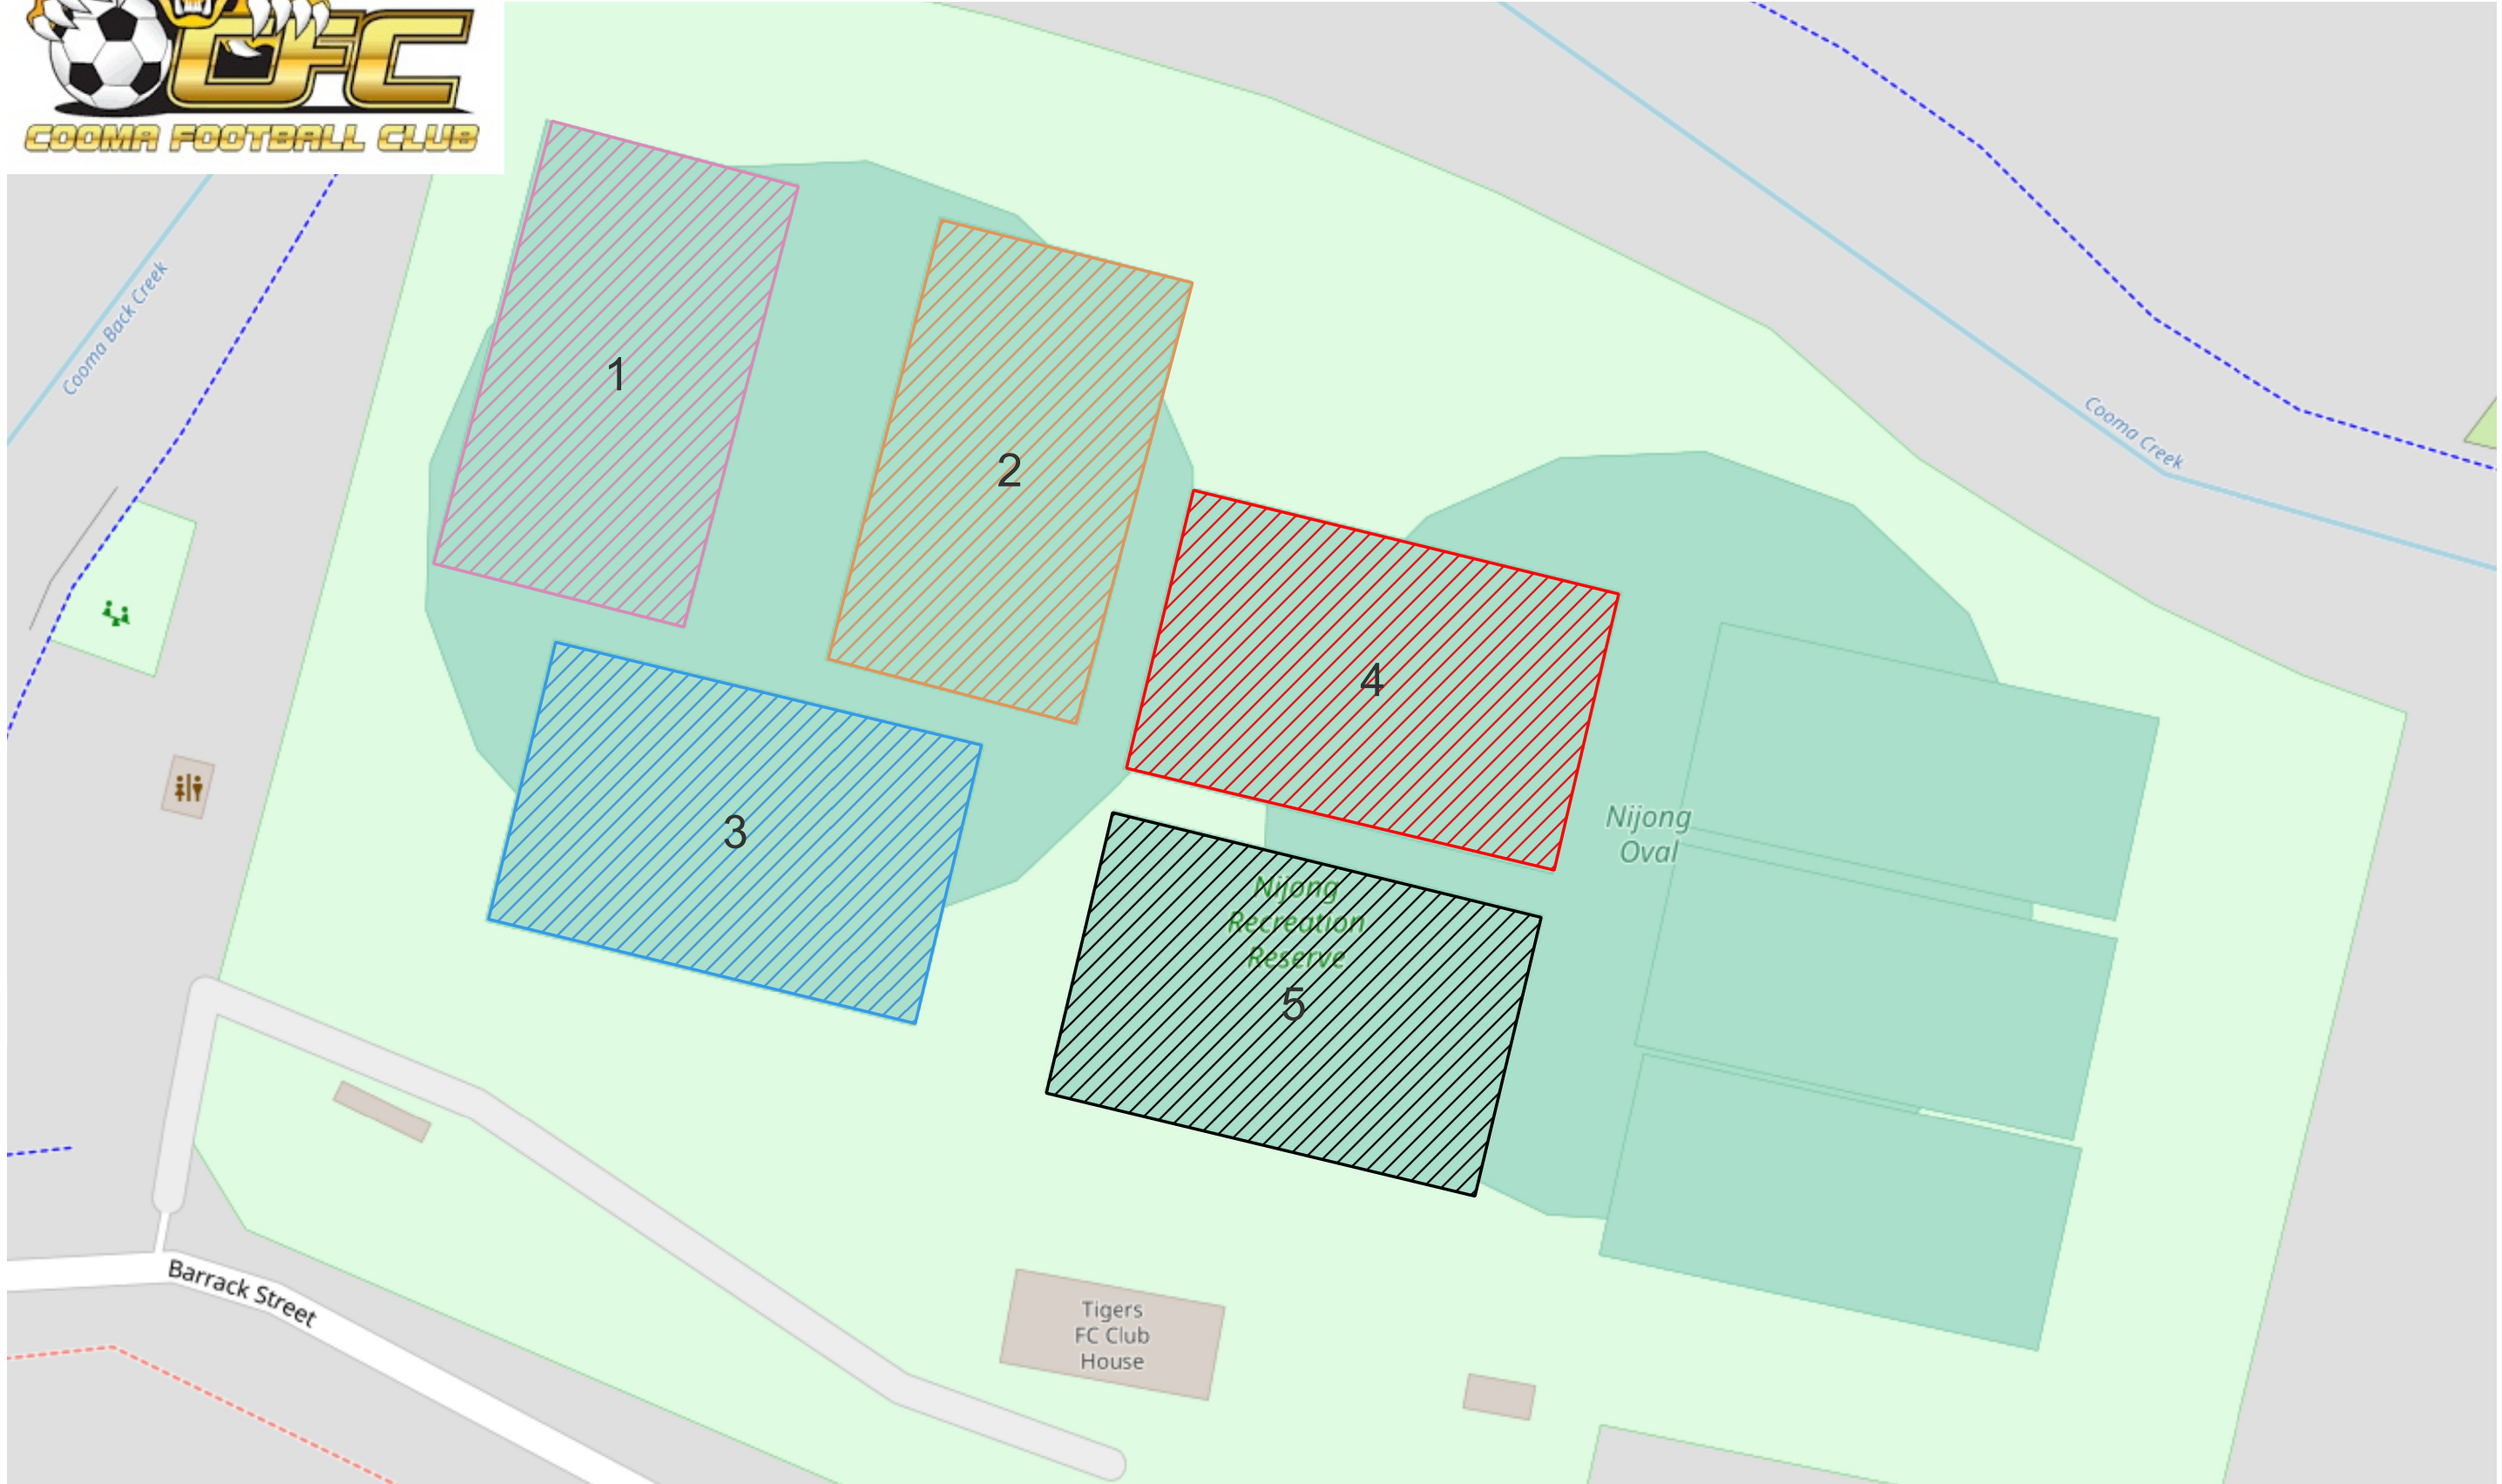 CFC
COOMA FOOTBALL CLUB
Cooma Back Creek
Cooma Creek
1
2
3
4
5
Nijong
Oval
Nijong
Recreation
Reserve
Barrack Street
Tigers
FC Club
House